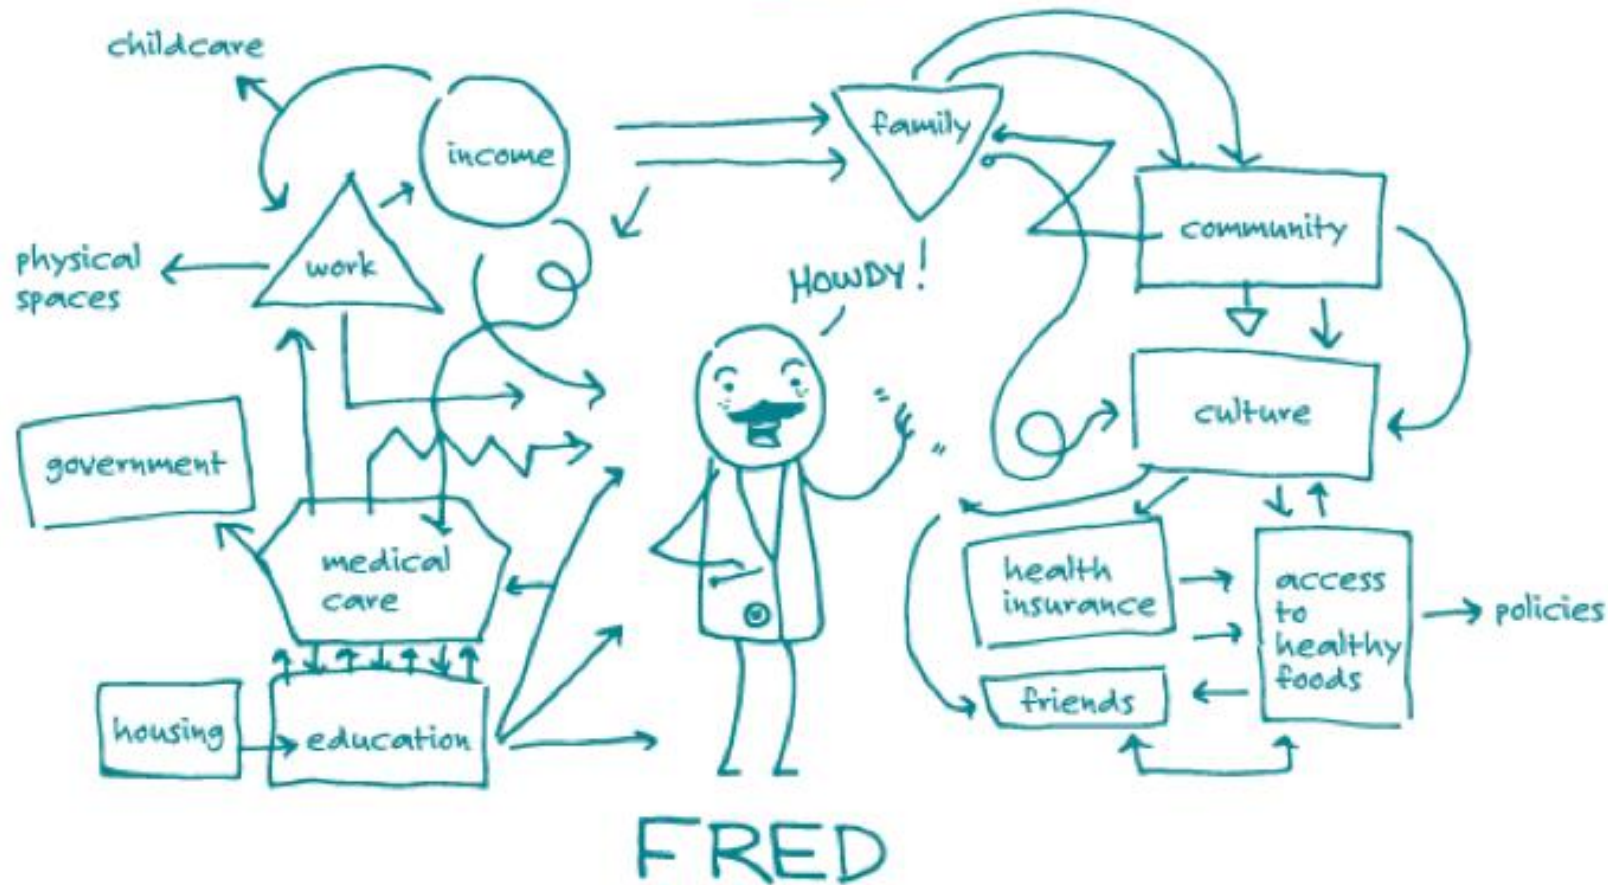 childcare
income
family
community
physical
spaces
work
HOWDY!
culture
government
medical
care
health
insurance
access
to
healthy
foods
policies
friends
housing
education
FRED